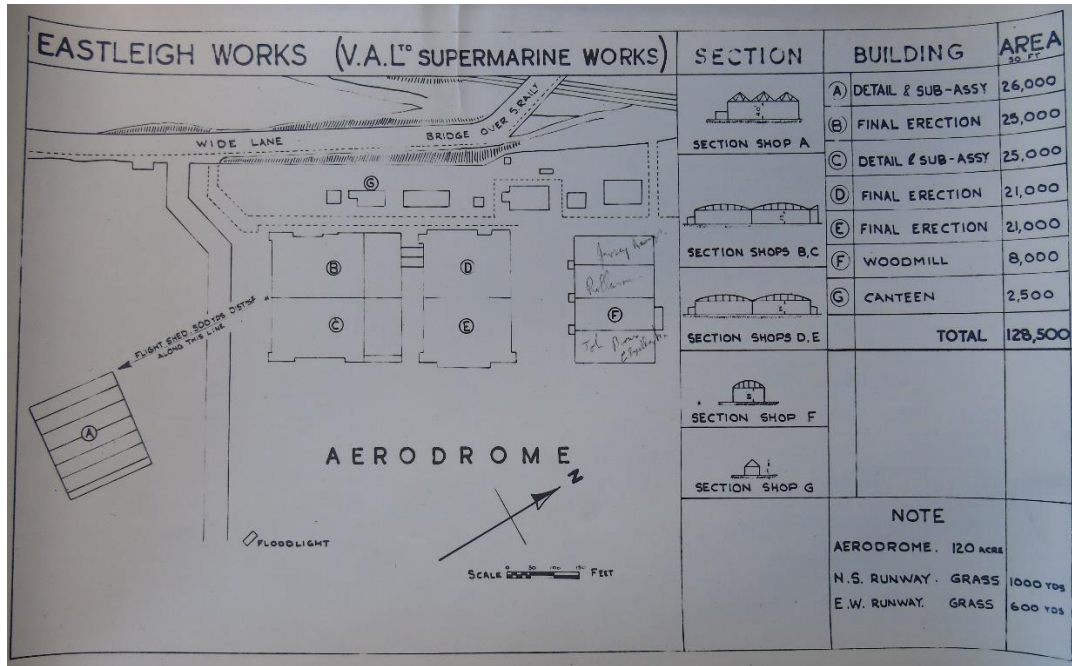 EASTLEIGH WORKS (V.A.LTD SUPERMARINE WORKS)
WIDE LANE
BRIDGE OVER S. RAILY
G
B
D
C
E
F
FLIGHT SHED 500 YDS DISTCE
ALONG THIS LINE
A
AERODROME
N
FLOODLIGHT
SCALE 0 50 100 150 FEET
SECTION
SECTION SHOP A
SECTION SHOPS B,C
SECTION SHOPS D,E
SECTION SHOP F
SECTION SHOP G
BUILDING AREA
SQ. FT
A DETAIL & SUB-ASSY 26,000
B FINAL ERECTION 25,000
C DETAIL & SUB-ASSY 25,000
D FINAL ERECTION 21,000
E FINAL ERECTION 21,000
F WOODMILL 8,000
G CANTEEN 2,500
TOTAL 128,500
NOTE
AERODROME. 120 ACRE
N.S. RUNWAY. GRASS 1000 YDS
E.W. RUNWAY. GRASS 600 YDS